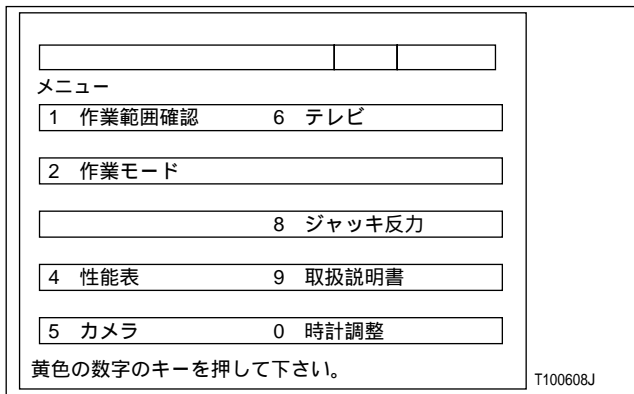 メニュー
1 作業範囲確認 6 テレビ
2 作業モード
8 ジャッキ反力
4 性能表 9 取扱説明書
5 カメラ 0 時計調整
黄色の数字のキーを押して下さい。
T100608J